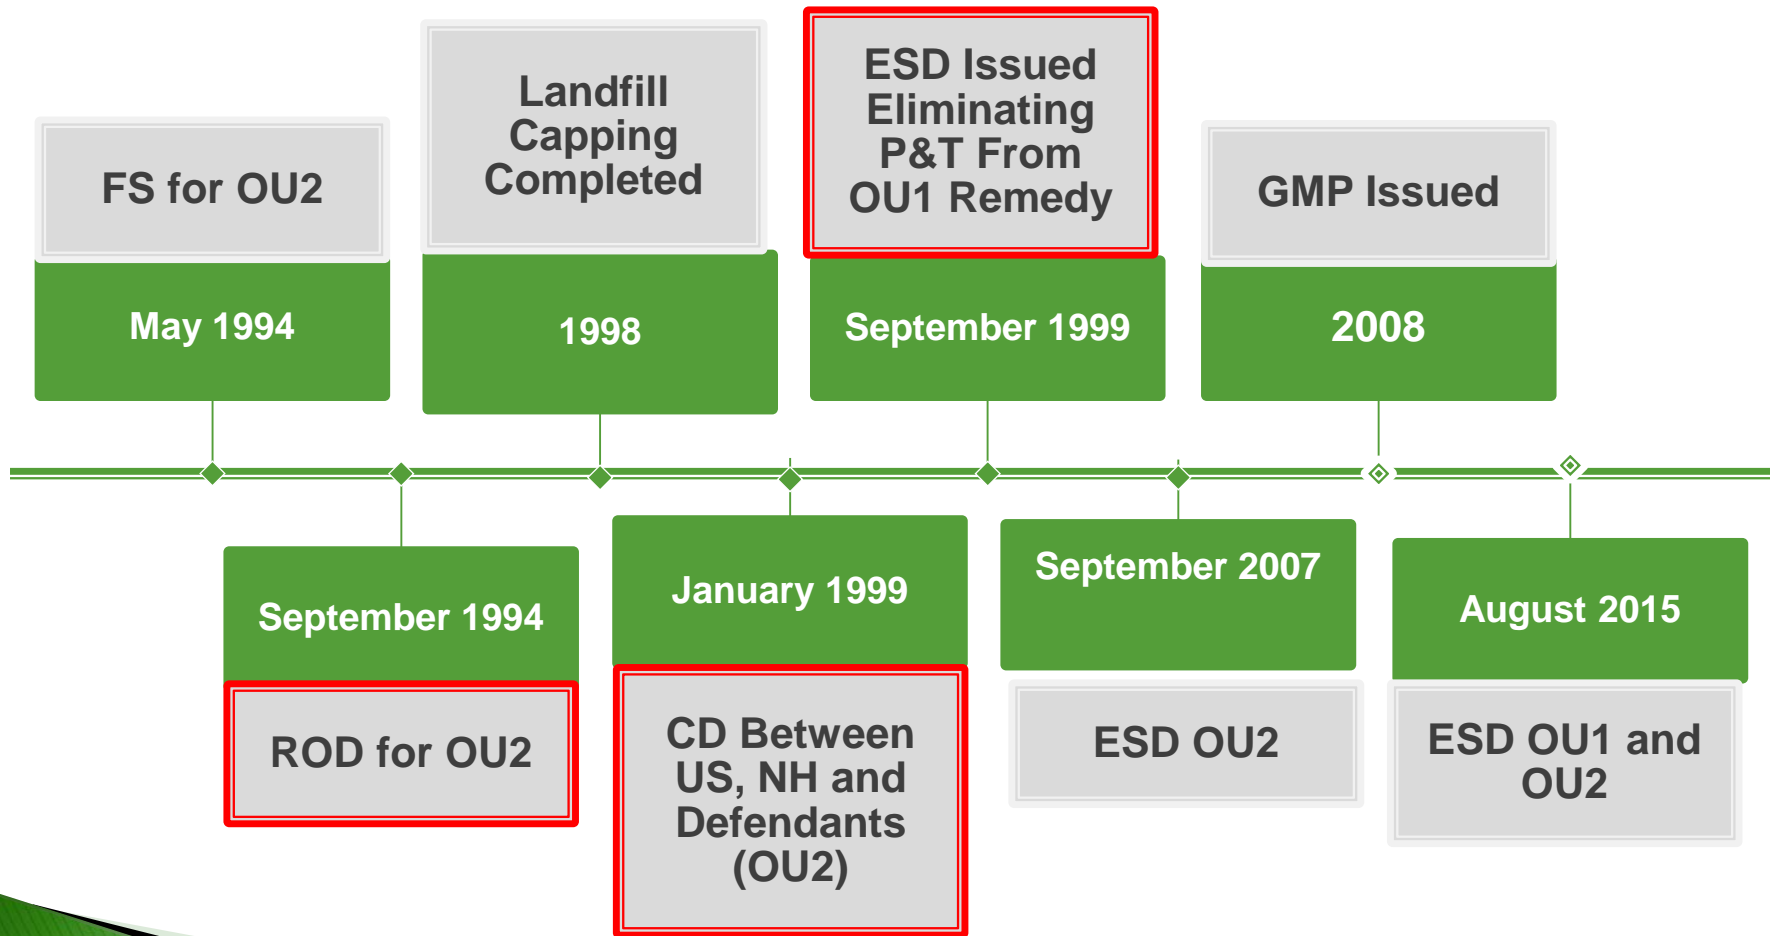 FS for OU2
May 1994
September 1994
ROD for OU2
Landfill
Capping
Completed
1998
January 1999
CD Between
US, NH and
Defendants
(OU2)
ESD Issued
Eliminating
P&T From
OU1 Remedy
September 1999
September 2007
ESD OU2
GMP Issued
2008
August 2015
ESD OU1 and
OU2